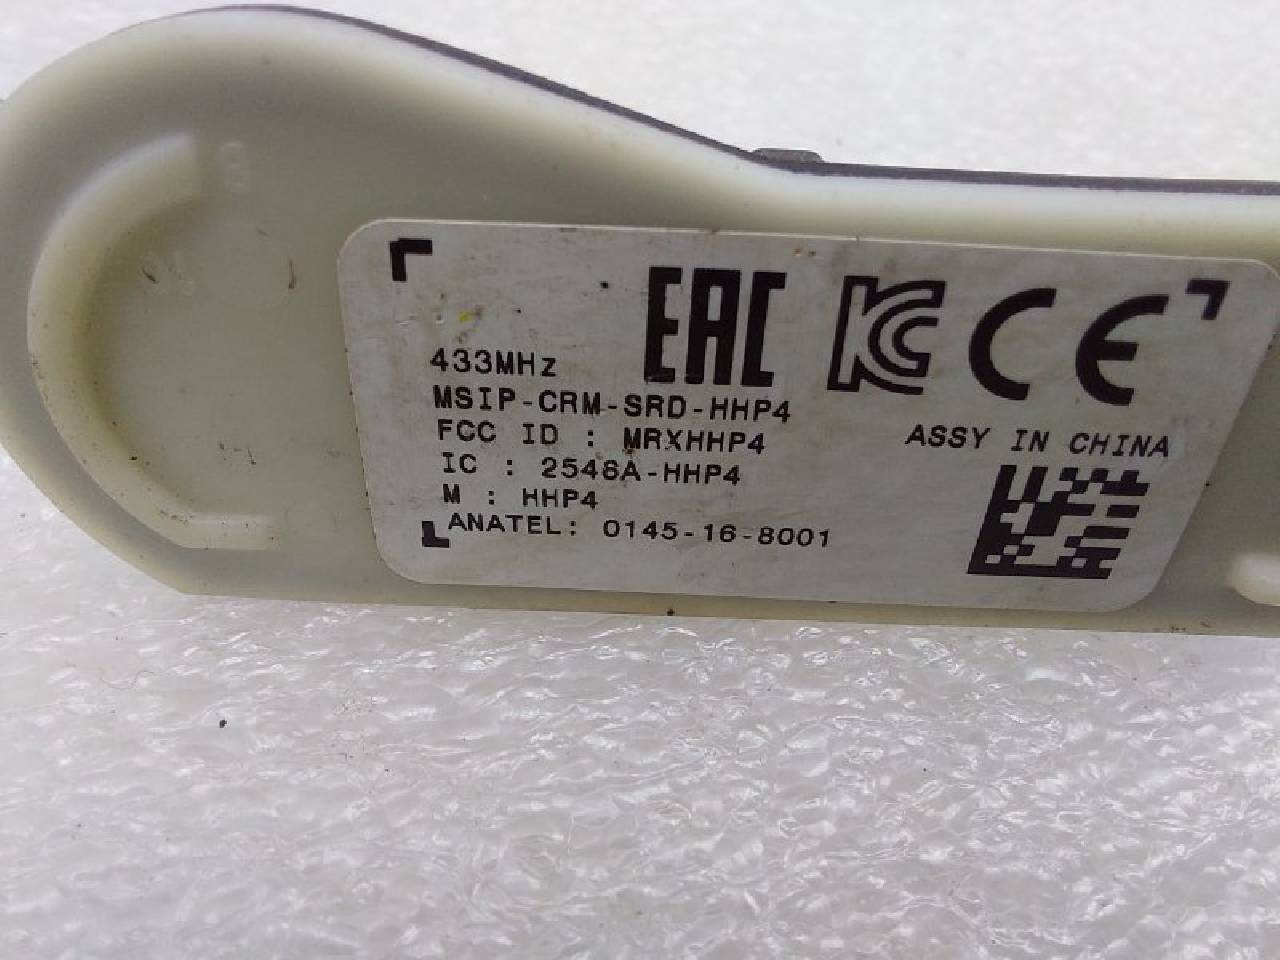 EAC KC CE
433MHz
MSIP-CRM-SRD-HHP4
FCC ID : MRXHHP4
ASSY IN CHINA
IC : 2546A-HHP4
M : HHP4
ANATEL: 0145-16-8001